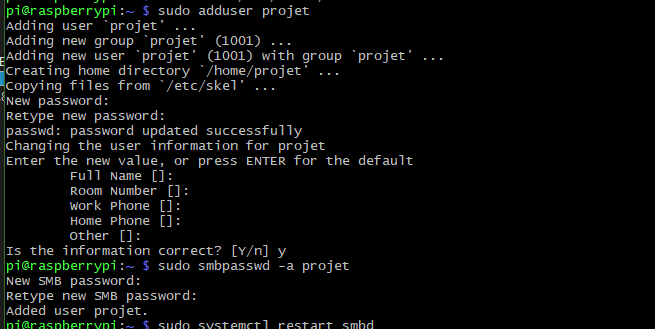 pi@raspberrypi:~ $ sudo adduser projet
Adding user `projet' ...
Adding new group `projet' (1001) ...
Adding new user `projet' (1001) with group `projet' ...
Creating home directory `/home/projet' ...
Copying files from `/etc/skel' ...
New password:
Retype new password:
passwd: password updated successfully
Changing the user information for projet
Enter the new value, or press ENTER for the default
Full Name []:
Room Number []:
Work Phone []:
Home Phone []:
Other []:
Is the information correct? [Y/n] y
pi@raspberrypi:~ $ sudo smbpasswd -a projet
New SMB password:
Retype new SMB password:
Added user projet.
pi@raspberrypi:~ $ sudo systemctl restart smbd